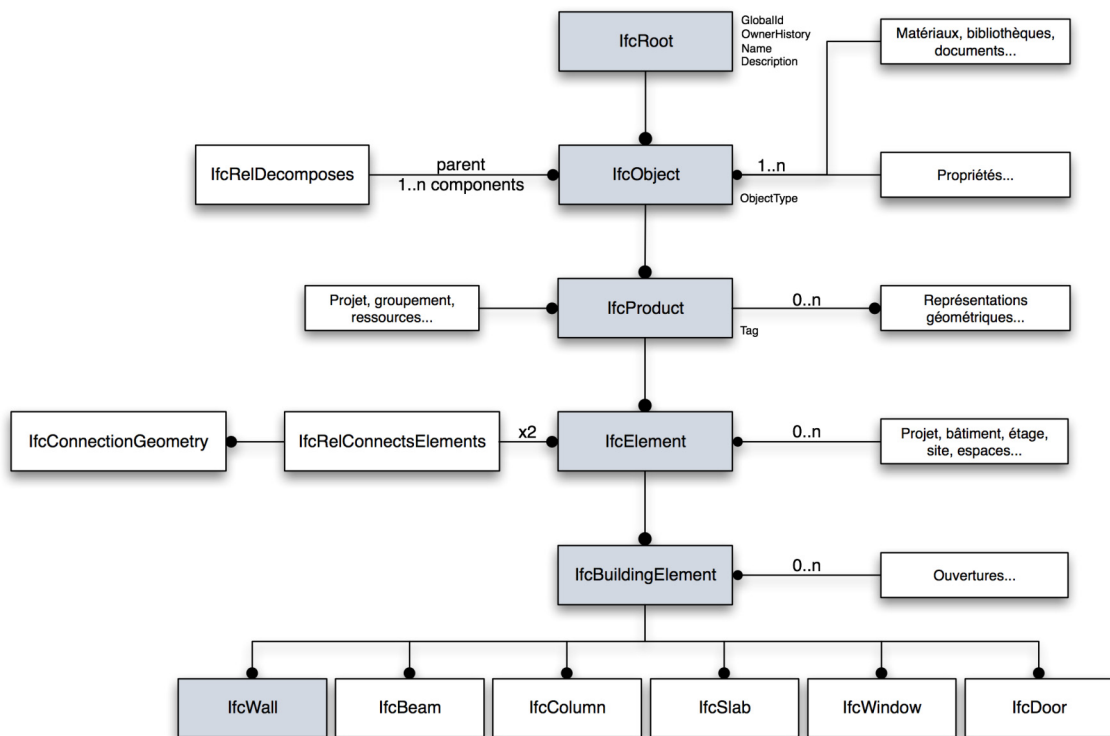 IfcRoot
GlobalId
OwnerHistory
Name
Description
Matériaux, bibliothèques,
documents...
IfcRelDecomposes
parent
1..n components
IfcObject
1..n
ObjectType
Propriétés...
Projet, groupement,
ressources...
IfcProduct
Tag
0..n
Représentations
géométriques...
IfcConnectionGeometry
IfcRelConnectsElements
x2
IfcElement
0..n
Projet, bâtiment, étage,
site, espaces...
IfcBuildingElement
0..n
Ouvertures...
IfcWall
IfcBeam
IfcColumn
IfcSlab
IfcWindow
IfcDoor